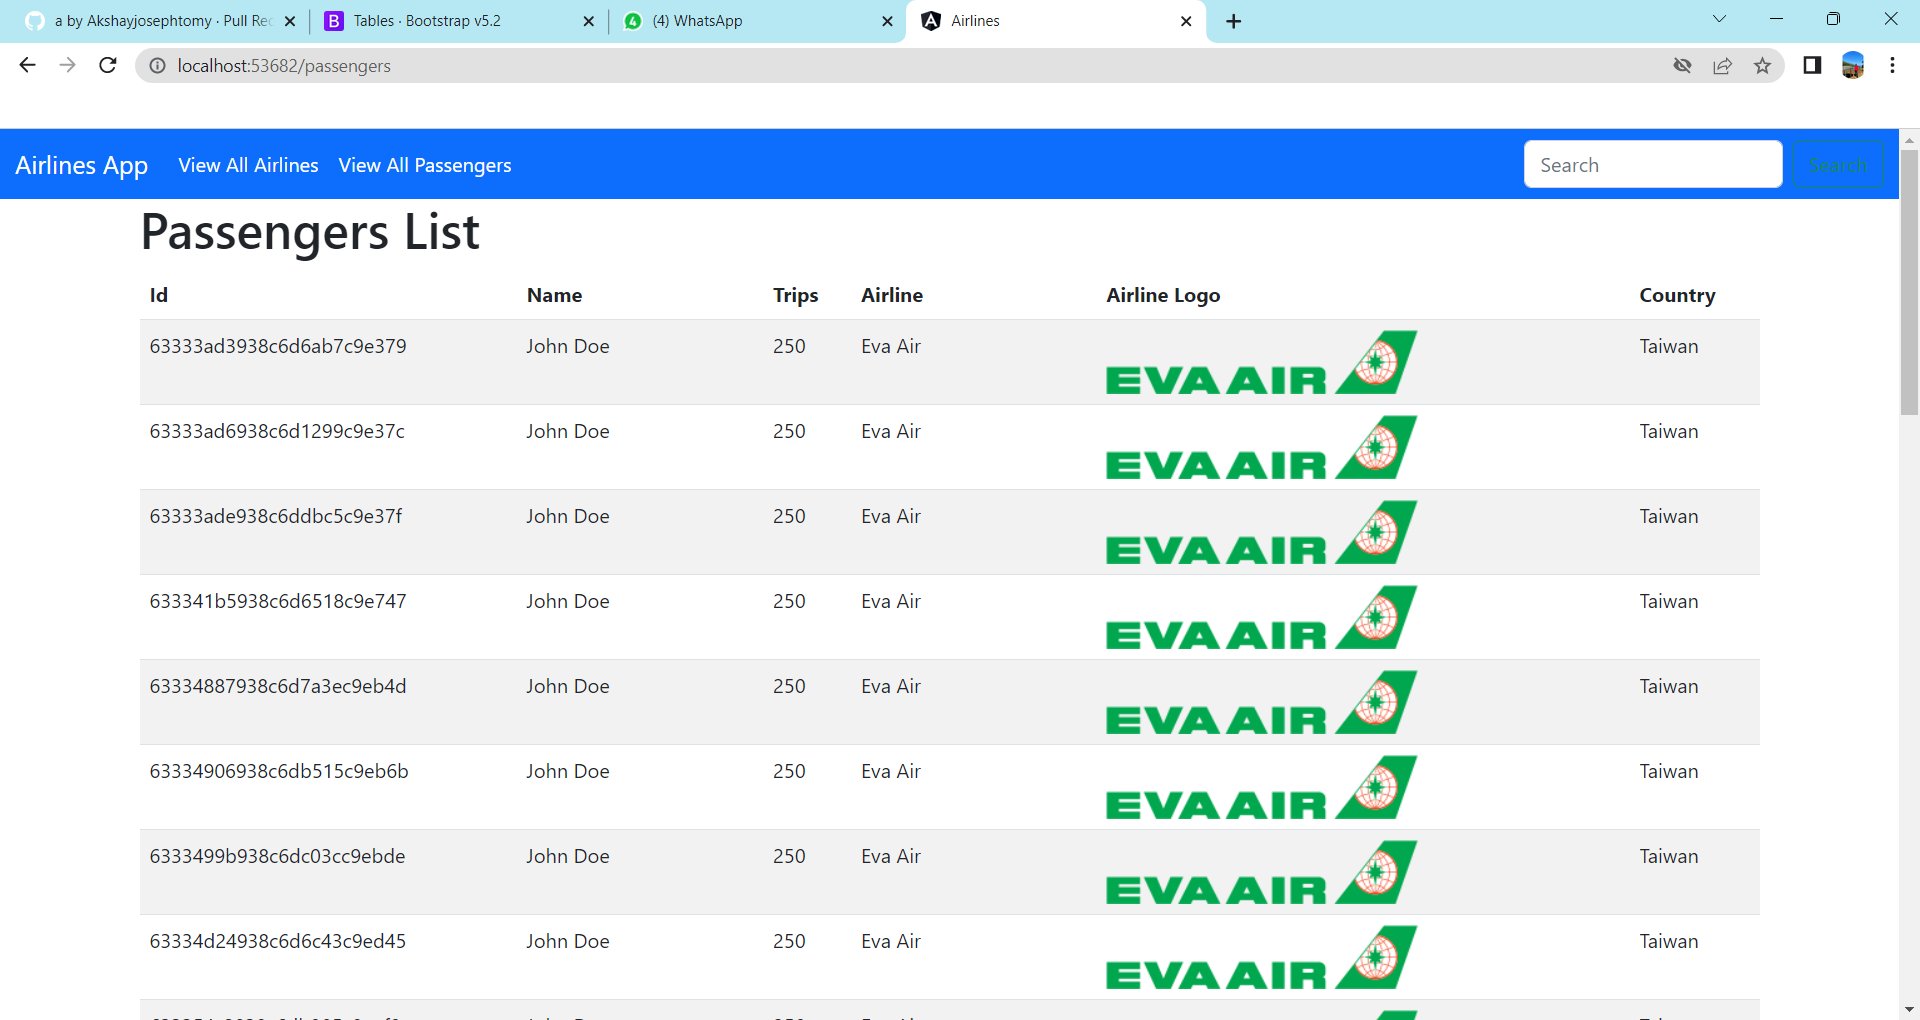 a by Akshayjosephtomy · Pull Rec
Tables · Bootstrap v5.2
(4) WhatsApp
Airlines
localhost:53682/passengers
Airlines App View All Airlines View All Passengers Search Search
Passengers List
Id Name Trips Airline Airline Logo Country
63333ad3938c6d6ab7c9e379 John Doe 250 Eva Air EVA AIR Taiwan
63333ad6938c6d1299c9e37c John Doe 250 Eva Air EVA AIR Taiwan
63333ade938c6ddbc5c9e37f John Doe 250 Eva Air EVA AIR Taiwan
633341b5938c6d6518c9e747 John Doe 250 Eva Air EVA AIR Taiwan
63334887938c6d7a3ec9eb4d John Doe 250 Eva Air EVA AIR Taiwan
63334906938c6db515c9eb6b John Doe 250 Eva Air EVA AIR Taiwan
6333499b938c6dc03cc9ebde John Doe 250 Eva Air EVA AIR Taiwan
63334d24938c6d6c43c9ed45 John Doe 250 Eva Air EVA AIR Taiwan